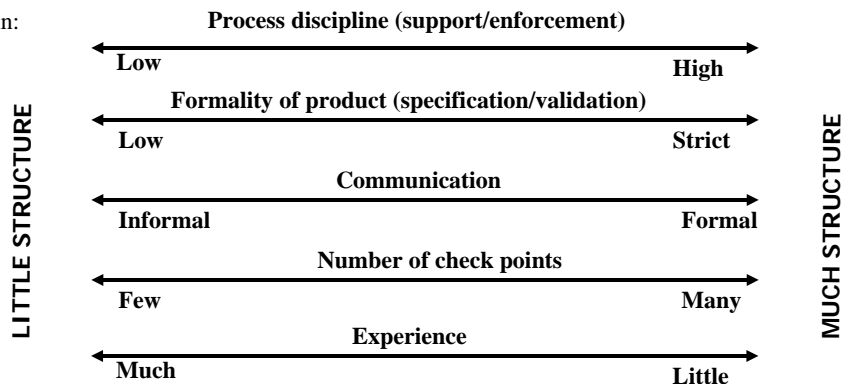 n:
Process discipline (support/enforcement)
Low High
Formality of product (specification/validation)
Low Strict
Communication
Informal Formal
Number of check points
Few Many
Experience
Much Little
LITTLE STRUCTURE
MUCH STRUCTURE